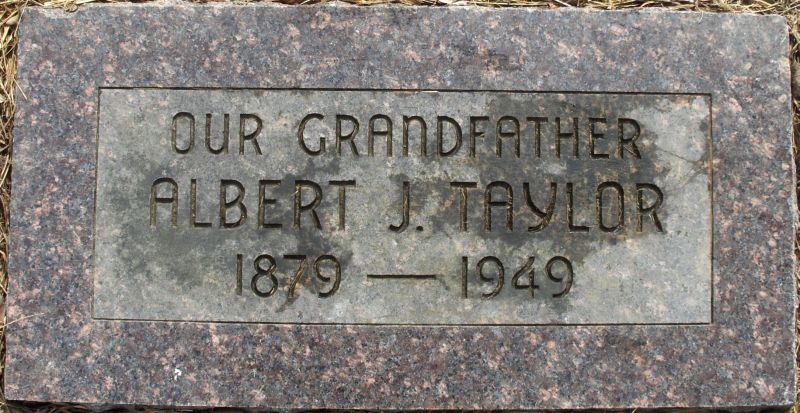 OUR GRANDFATHER
ALBERT J. TAYLOR
1879 — 1949